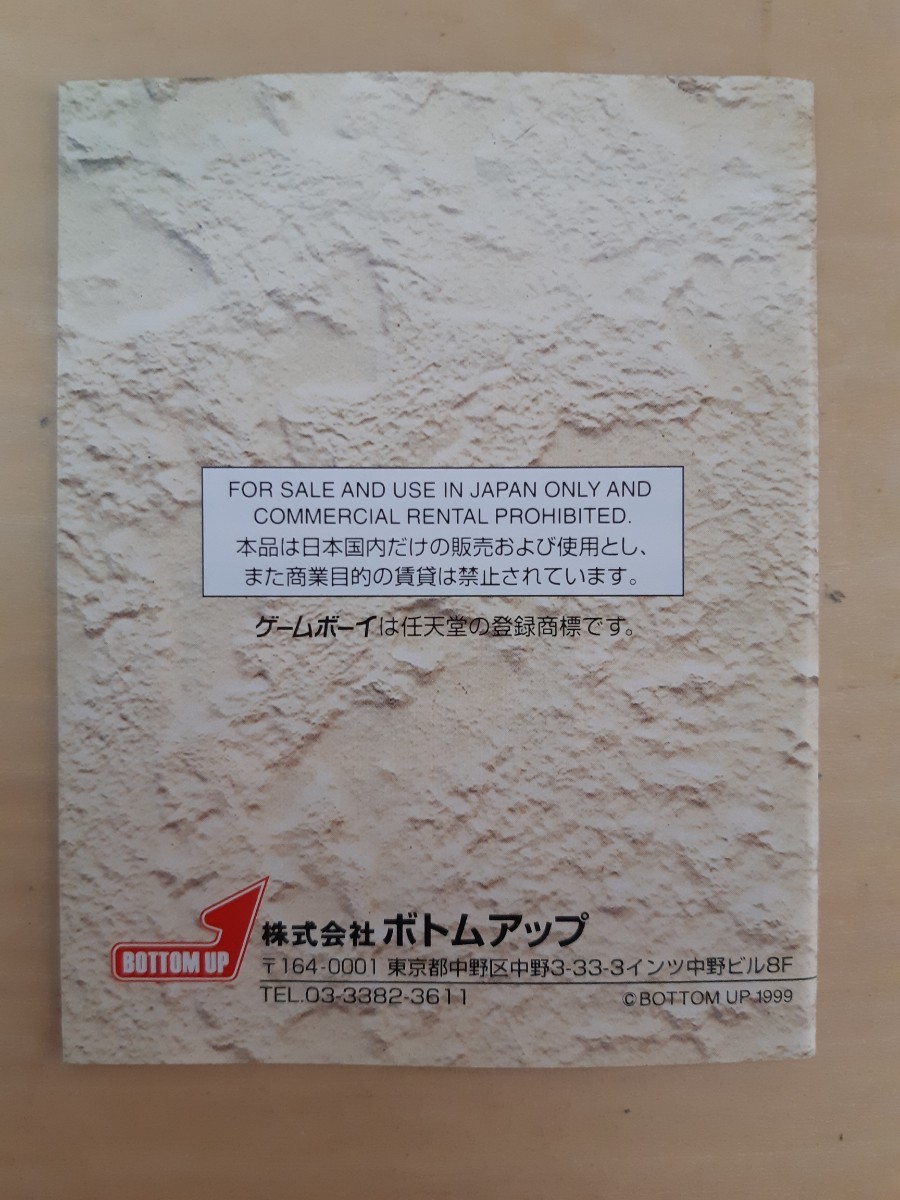 FOR SALE AND USE IN JAPAN ONLY AND
COMMERCIAL RENTAL PROHIBITED.
本品は日本国内だけの販売および使用とし、
また商業目的の賃貸は禁止されています。
ゲームボーイは任天堂の登録商標です。
BOTTOM UP
株式会社 ボトムアップ
〒164-0001 東京都中野区中野3-33-3インツ中野ビル8F
TEL.03-3382-3611
©BOTTOM UP 1999